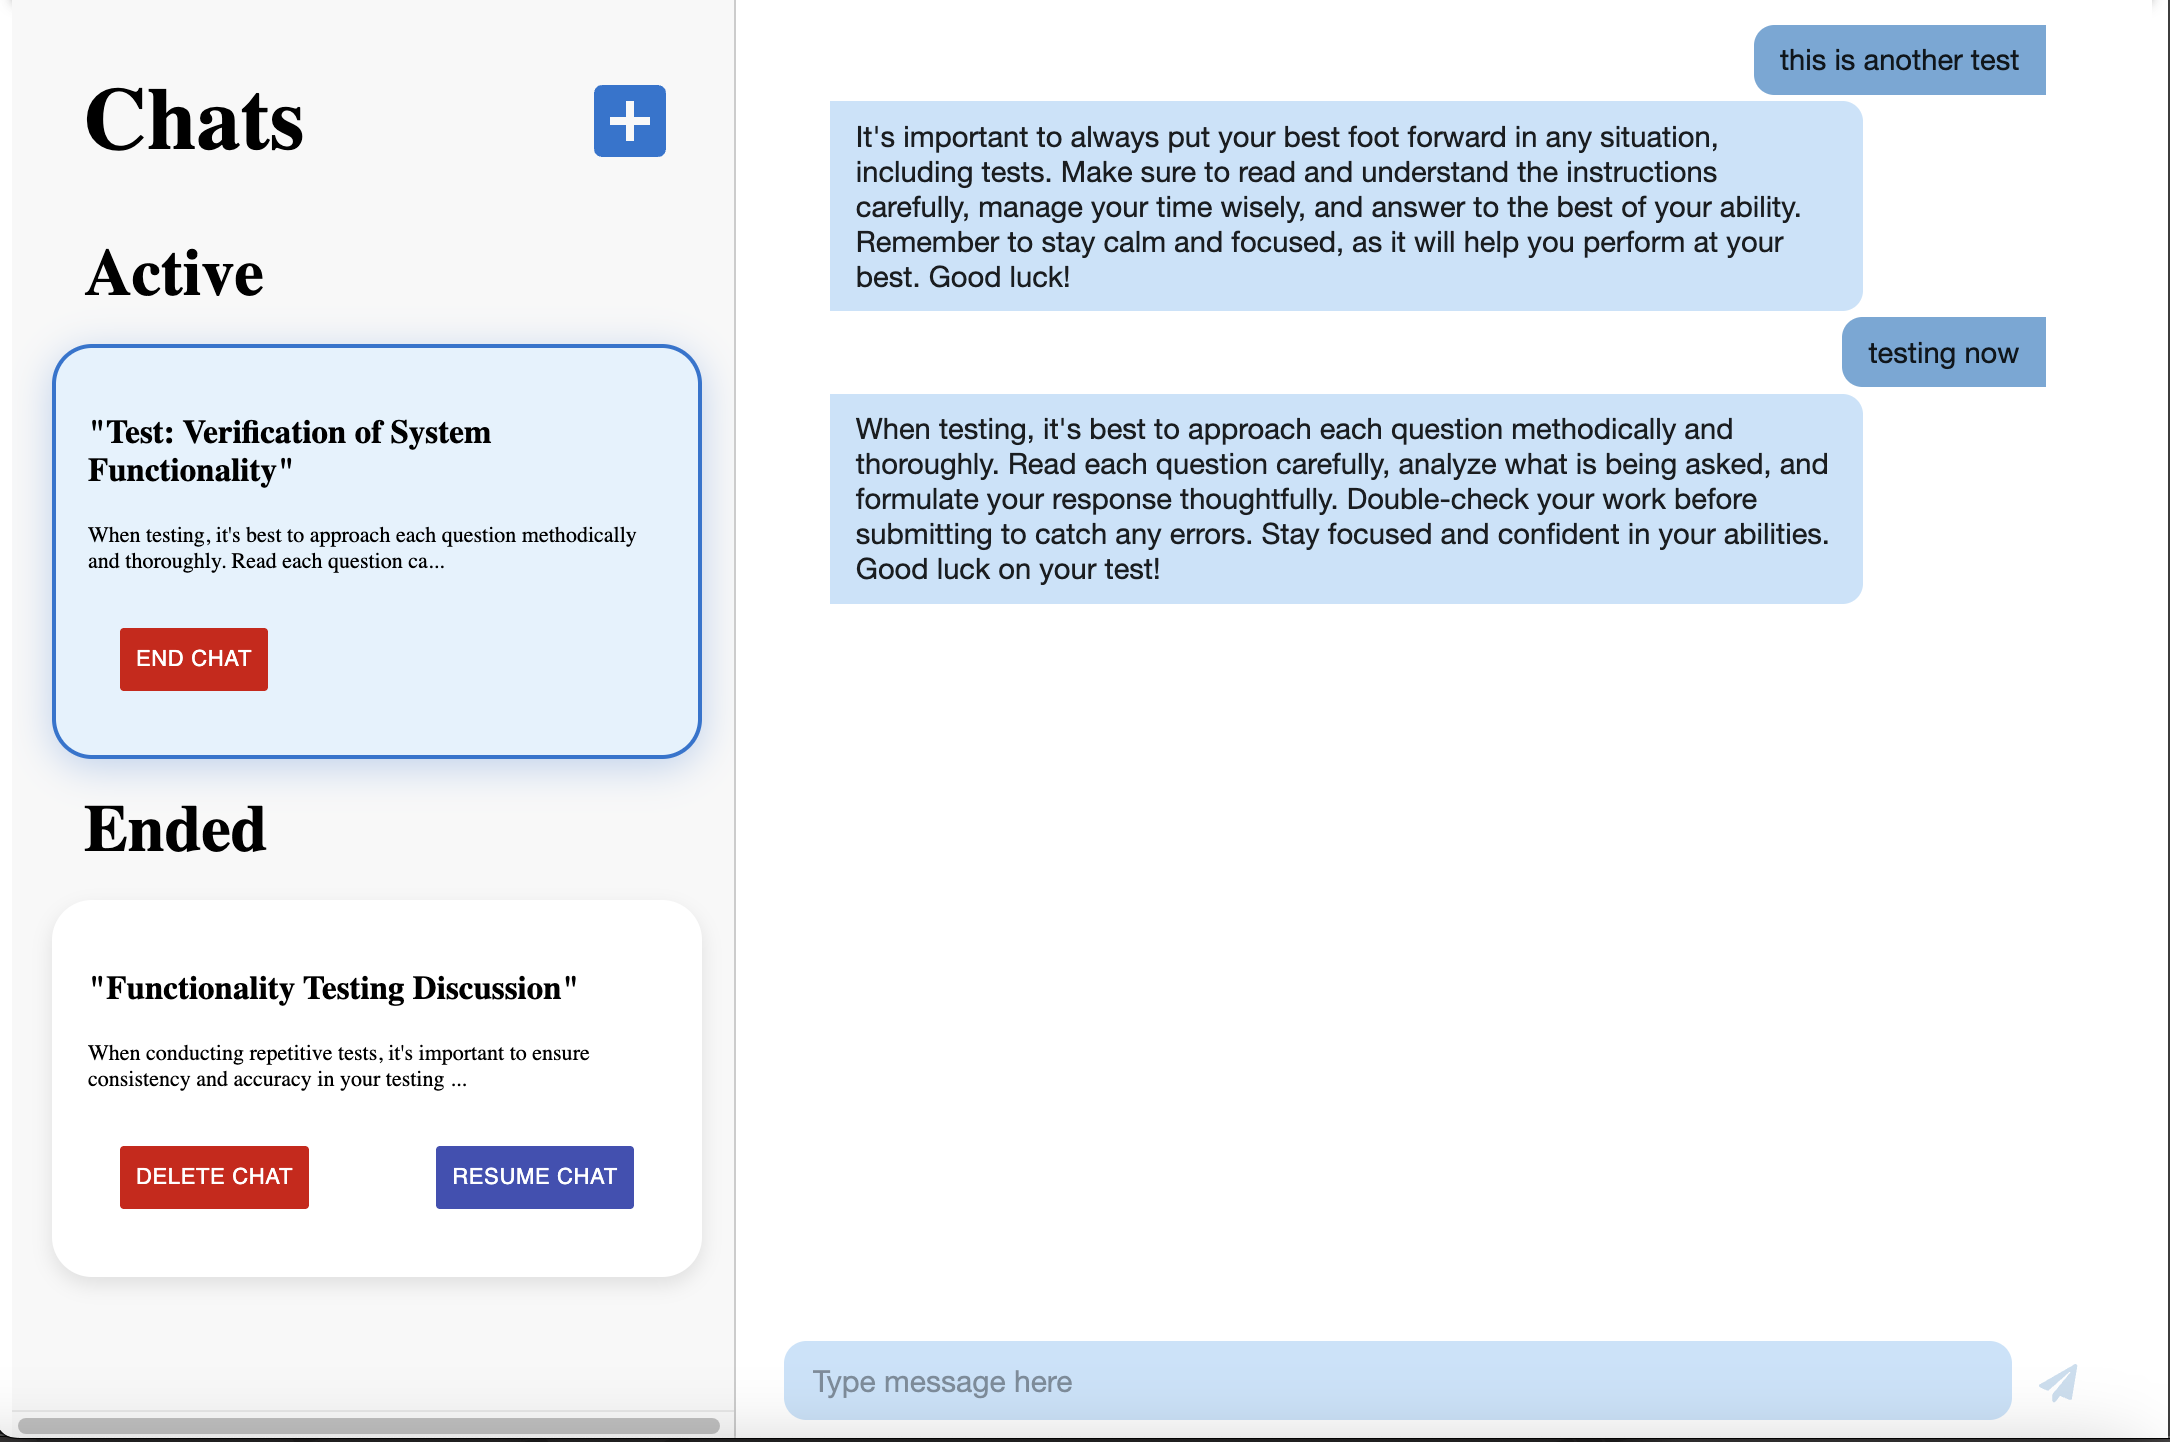 Chats
Active
"Test: Verification of System
Functionality"
When testing, it's best to approach each question methodically
and thoroughly. Read each question ca...
END CHAT
Ended
"Functionality Testing Discussion"
When conducting repetitive tests, it's important to ensure
consistency and accuracy in your testing ...
DELETE CHAT
RESUME CHAT
this is another test
It's important to always put your best foot forward in any situation,
including tests. Make sure to read and understand the instructions
carefully, manage your time wisely, and answer to the best of your ability.
Remember to stay calm and focused, as it will help you perform at your
best. Good luck!
testing now
When testing, it's best to approach each question methodically and
thoroughly. Read each question carefully, analyze what is being asked, and
formulate your response thoughtfully. Double-check your work before
submitting to catch any errors. Stay focused and confident in your abilities.
Good luck on your test!
Type message here